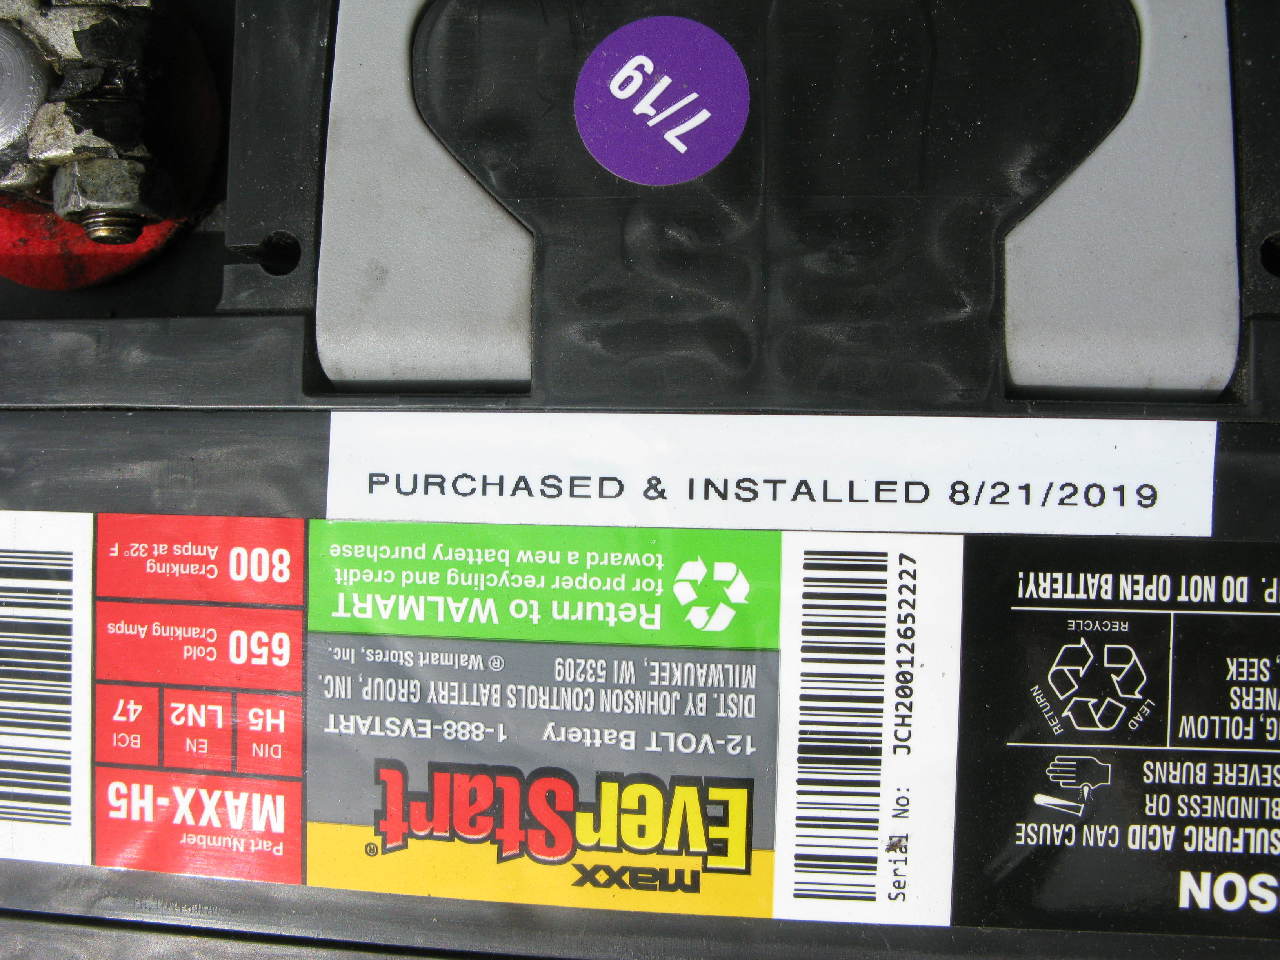 7/19
PURCHASED & INSTALLED 8/21/2019
maxx
EverStart®
12-VOLT Battery 1-888-EVSTART
DIST. BY JOHNSON CONTROLS BATTERY GROUP, INC.
MILWAUKEE, WI 53209 ® Walmart Stores, Inc.
Return to WALMART
for proper recycling and credit
toward a new battery purchase
Part Number
MAXX-H5
DIN
H5
EN
LN2
BCI
47
650 Cold
Cranking Amps
800 Cranking
Amps at 32° F
Serial No: JCH20012652227
SON
SULFURIC ACID CAN CAUSE
BLINDNESS OR
SEVERE BURNS
RETURN
LEAD
RECYCLE
FOLLOW
SEEK
P. DO NOT OPEN BATTERY!